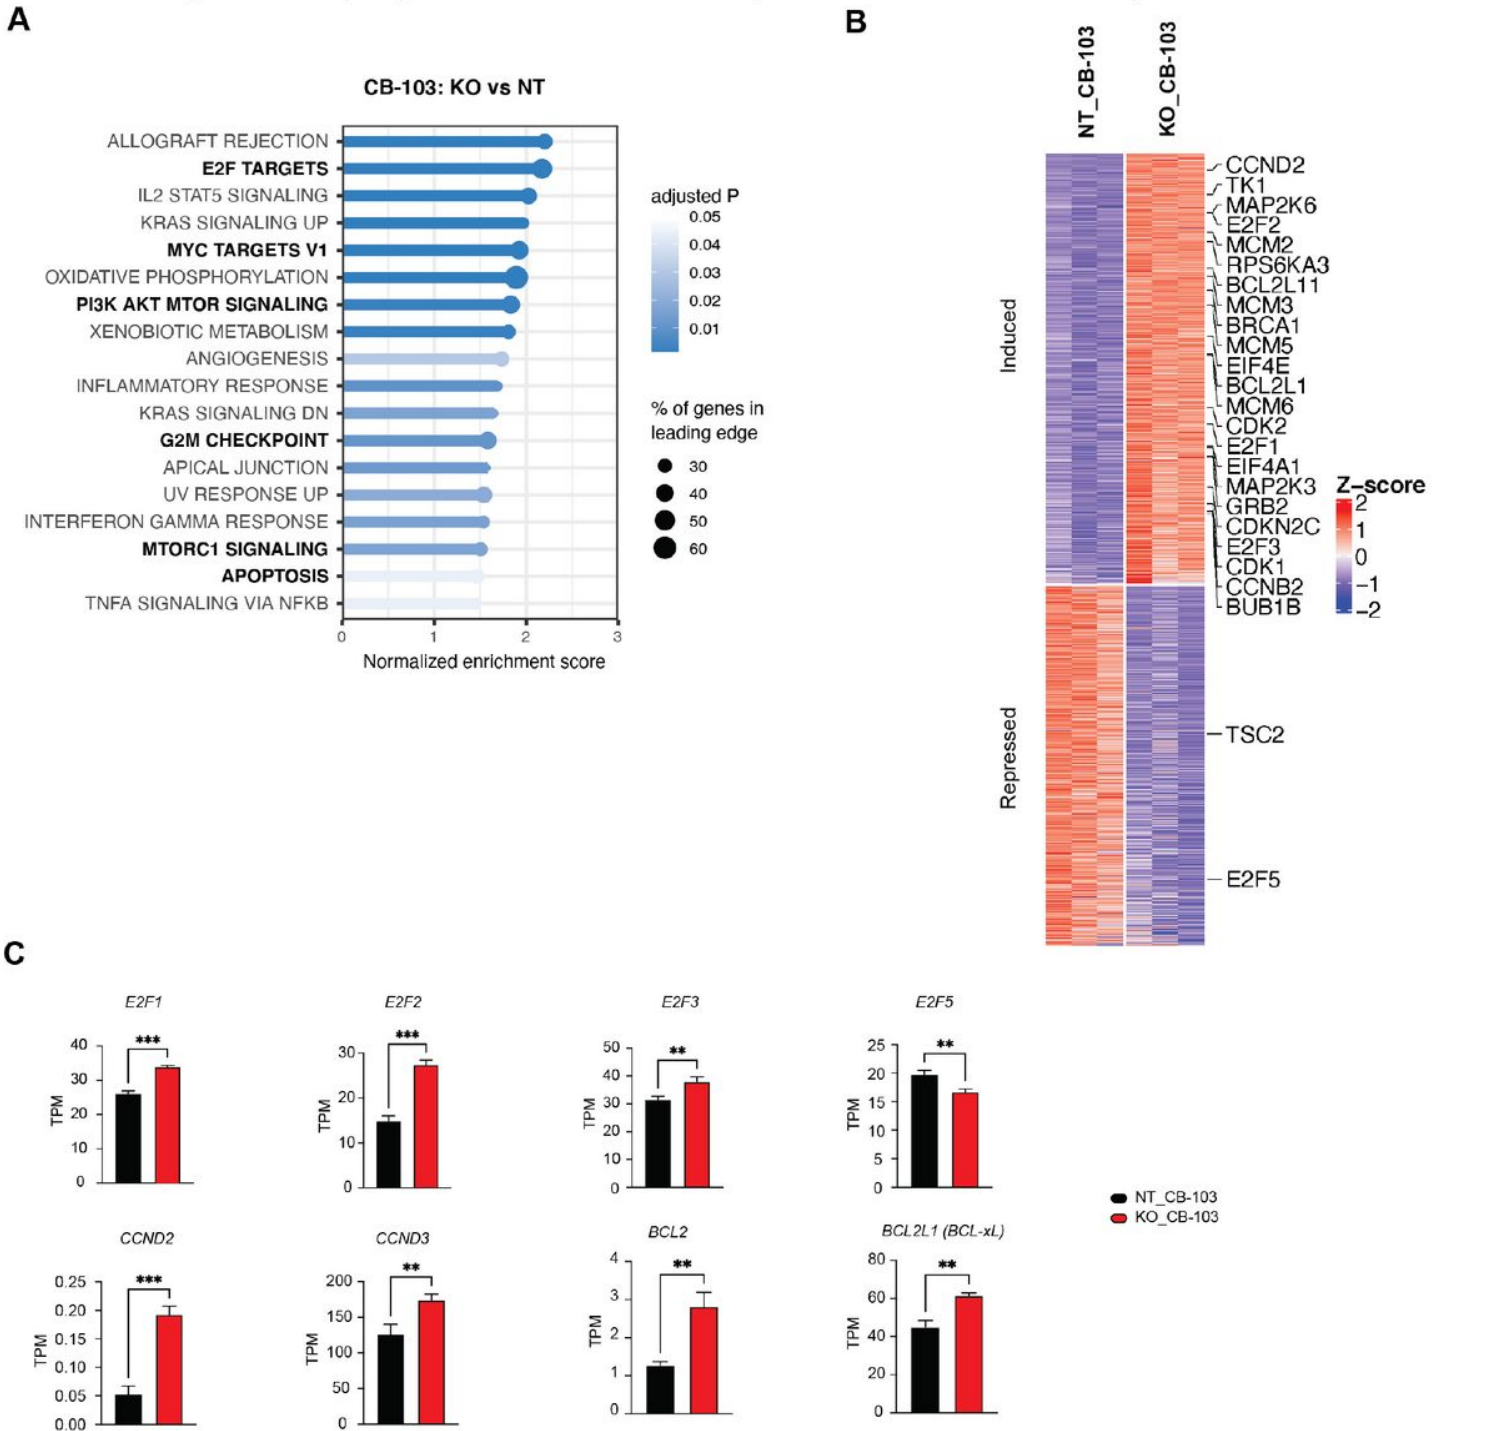 A
CB-103: KO vs NT
ALLOGRAFT REJECTION
E2F TARGETS
IL2 STAT5 SIGNALING
KRAS SIGNALING UP
MYC TARGETS V1
OXIDATIVE PHOSPHORYLATION
PI3K AKT MTOR SIGNALING
XENOBIOTIC METABOLISM
ANGIOGENESIS
INFLAMMATORY RESPONSE
KRAS SIGNALING DN
G2M CHECKPOINT
APICAL JUNCTION
UV RESPONSE UP
INTERFERON GAMMA RESPONSE
MTORC1 SIGNALING
APOPTOSIS
TNFA SIGNALING VIA NFKB
0 1 2 3
Normalized enrichment score
adjusted P
0.05
0.04
0.03
0.02
0.01
% of genes in
leading edge
30
40
50
60
B
NT_CB-103
KO_CB-103
Induced
Repressed
CCND2
TK1
MAP2K6
E2F2
MCM2
RPS6KA3
BCL2L11
MCM3
BRCA1
MCM5
EIF4E
BCL2L1
MCM6
CDK2
E2F1
EIF4A1
MAP2K3
GRB2
CDKN2C
E2F3
CDK1
CCNB2
BUB1B
TSC2
E2F5
Z-score
2
1
0
-1
-2
C
E2F1
***
TPM
40
30
20
10
0
E2F2
***
TPM
30
20
10
0
E2F3
**
TPM
50
40
30
20
10
0
E2F5
**
TPM
25
20
15
10
5
0
NT_CB-103
KO_CB-103
CCND2
***
TPM
0.25
0.20
0.15
0.10
0.05
0.00
CCND3
**
TPM
200
150
100
50
0
BCL2
**
TPM
4
3
2
1
0
BCL2L1 (BCL-xL)
**
TPM
80
60
40
20
0